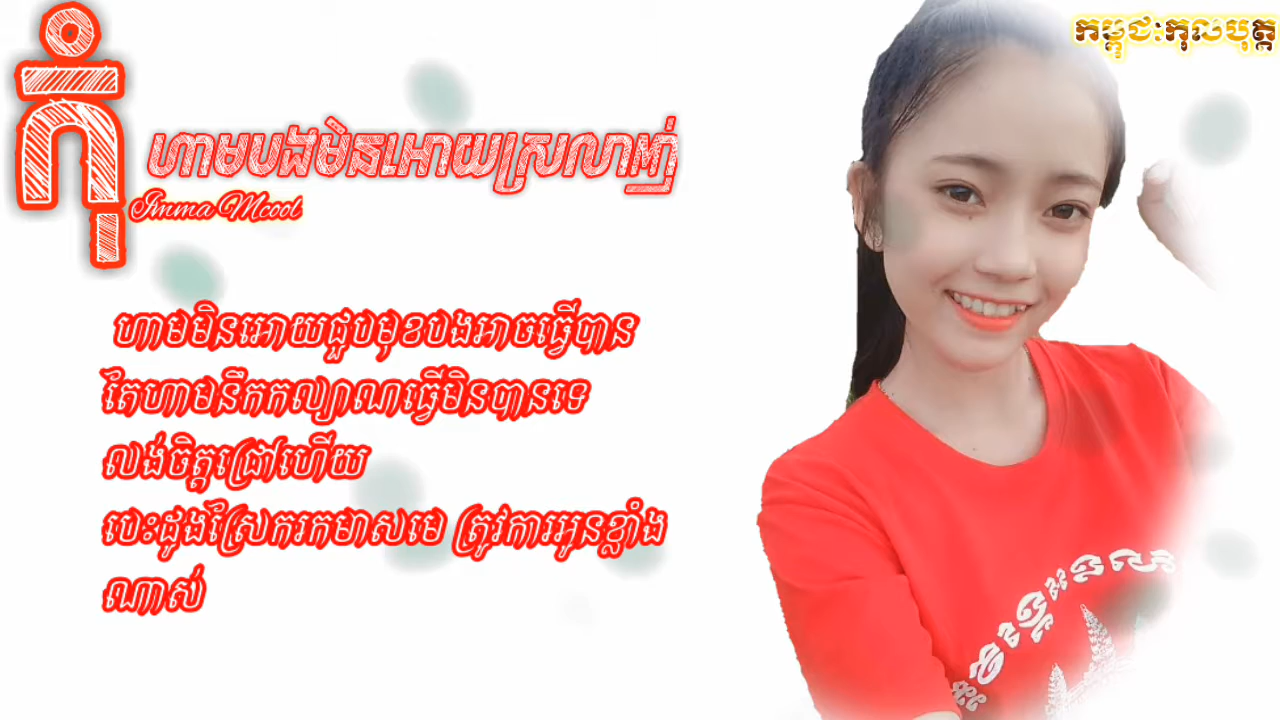 កម្ពុជៈកុលបុត្ត
កុំ
ហាមបងមិនអោយស្រលាញ់
Imma Mcool
ហាមមិនអោយជួបមុខបងអាចធ្វើបាន
តែហាមនឹកកល្យាណធ្វើមិនបានទេ
លង់ចិត្តជ្រៅហើយ
បេះដូងស្រែករកមាសមេ ត្រូវការអូនខ្លាំង
ណាស់